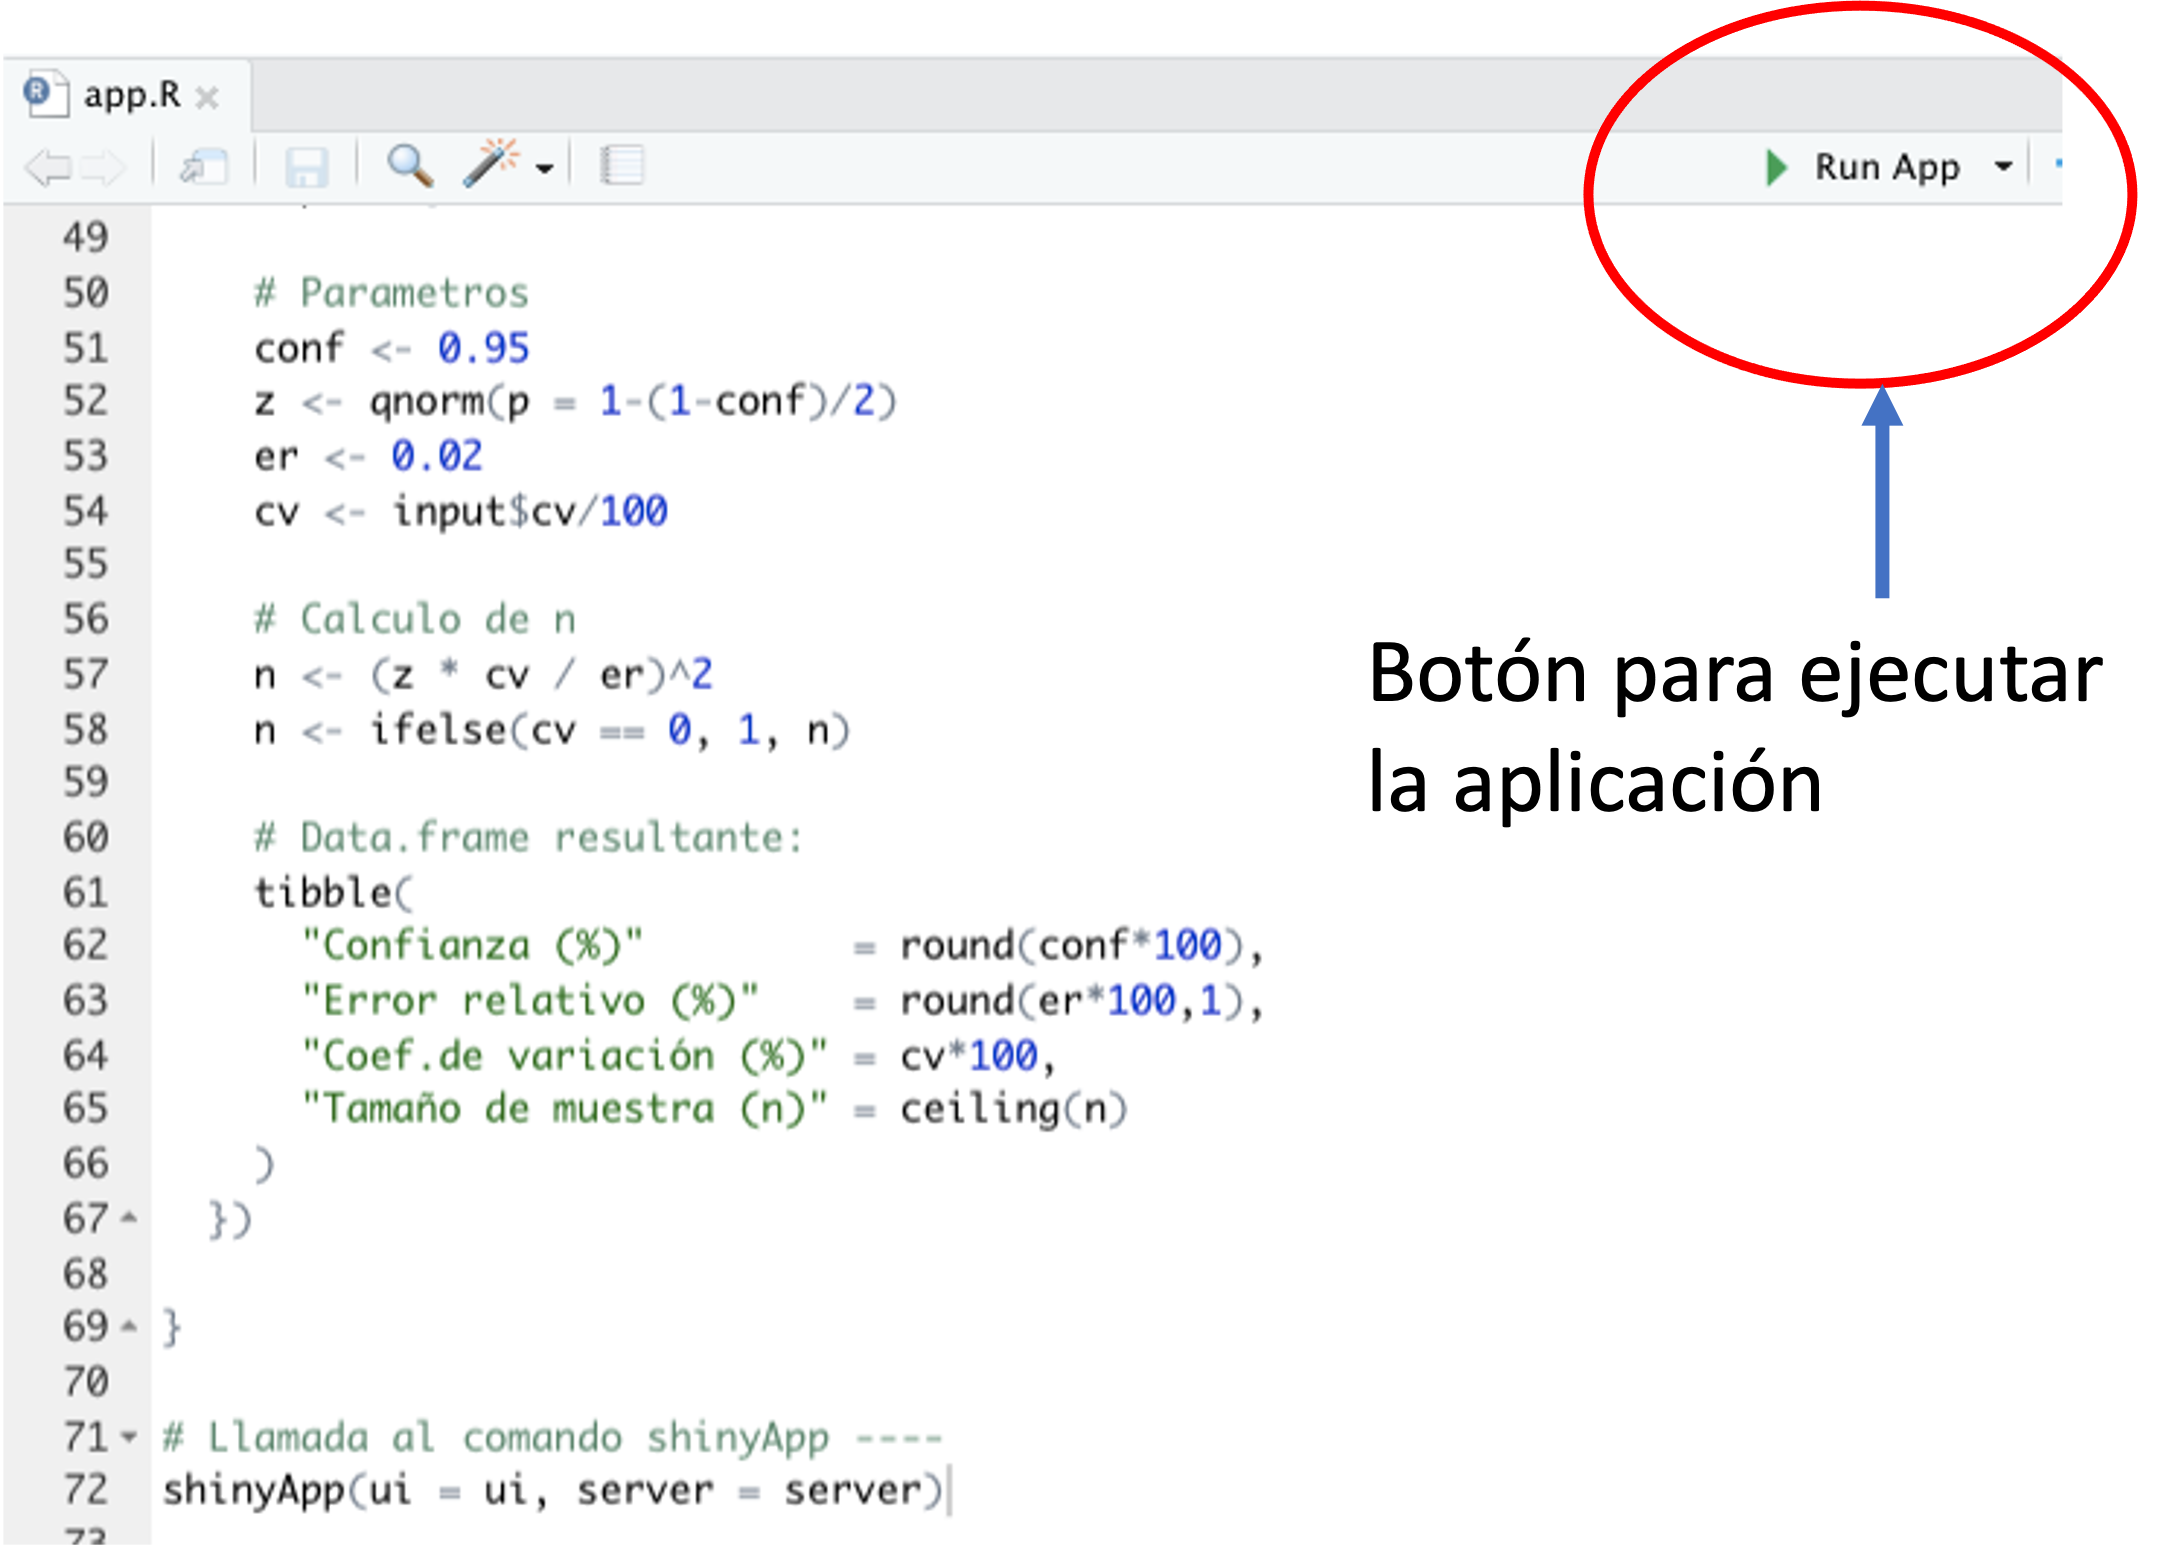 app.R
Run App
49
50 # Parametros
51 conf <- 0.95
52 z <- qnorm(p = 1-(1-conf)/2)
53 er <- 0.02
54 cv <- input$cv/100
55
56 # Calculo de n
57 n <- (z * cv / er)^2
58 n <- ifelse(cv == 0, 1, n)
59
60 # Data.frame resultante:
61 tibble(
62 "Confianza (%)" = round(conf*100),
63 "Error relativo (%)" = round(er*100,1),
64 "Coef.de variación (%)" = cv*100,
65 "Tamaño de muestra (n)" = ceiling(n)
66 )
67 })
68
69 }
70
71 # Llamada al comando shinyApp ----
72 shinyApp(ui = ui, server = server)
73
Botón para ejecutar
la aplicación